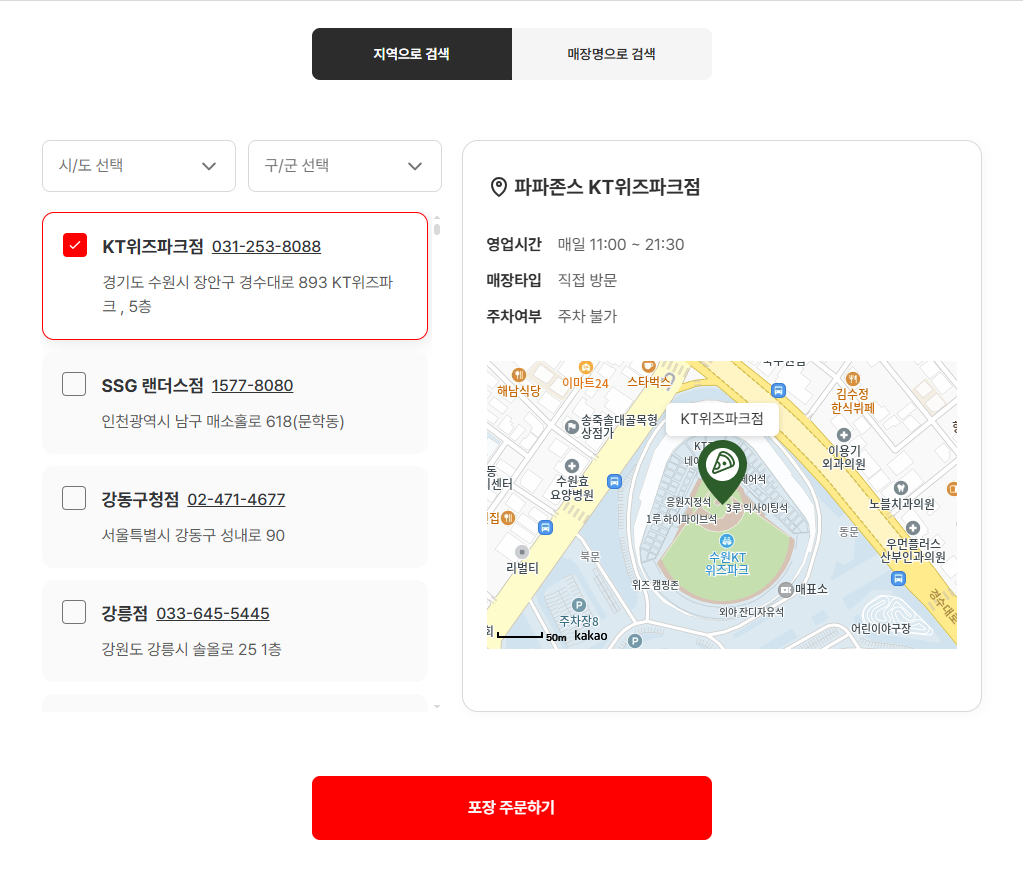 지역으로 검색
매장명으로 검색
시/도 선택
구/군 선택
KT위즈파크점 031-253-8088
경기도 수원시 장안구 경수대로 893 KT위즈파
크 , 5층
SSG 랜더스점 1577-8080
인천광역시 남구 매소홀로 618(문학동)
강동구청점 02-471-4677
서울특별시 강동구 성내로 90
강릉점 033-645-5445
강원도 강릉시 솔올로 25 1층
파파존스 KT위즈파크점
영업시간 매일 11:00 ~ 21:30
매장타입 직접 방문
주차여부 주차 불가
해남식당
이마트24
스타벅스
김수정
한식뷔페
송죽솔대골목형
상점가
KT위즈파크점
이용기
외과의원
수원효
요양병원
응원지정석
3루 익사이팅석
1루 하이파이브석
노블치과의원
동문
우먼플러스
산부인과의원
북문
리벌티
수원KT
위즈파크
위즈 캠핑존
매표소
외야 잔디자유석
주차장8
경수대로
어린이야구장
50m kakao
포장 주문하기